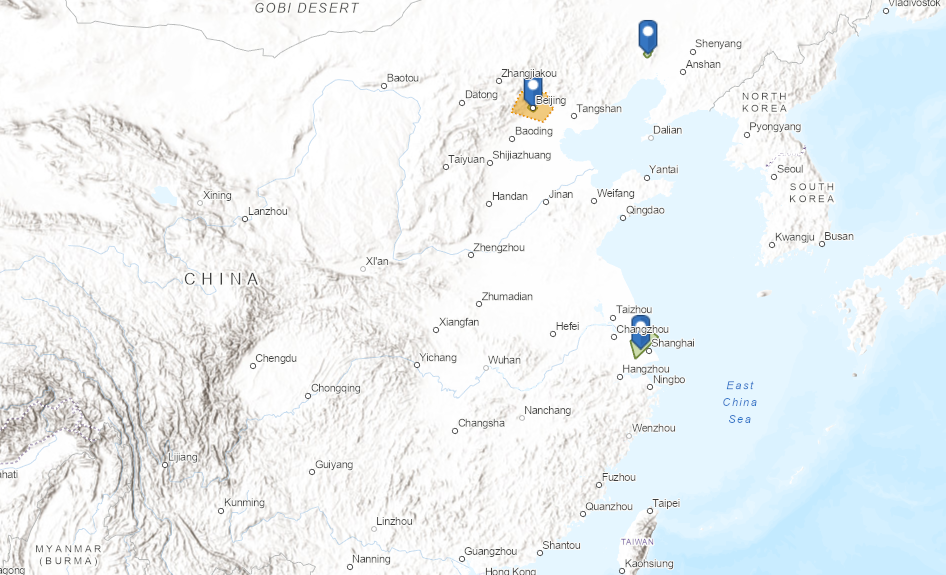 GOBI DESERT
Vladivostok
Shenyang
Anshan
Zhangjiakou
Baotou
Datong
Beijing
Tangshan
NORTH
KOREA
Baoding
Dalian
Pyongyang
Taiyuan
Shijiazhuang
Yantai
Seoul
SOUTH
KOREA
Xining
Handan
Jinan
Weifang
Lanzhou
Qingdao
Kwangju
Busan
Zhengzhou
XI'an
CHINA
Zhumadian
Taizhou
Xiangfan
Hefei
Changzhou
Shanghai
Chengdu
Yichang
Wuhan
Hangzhou
Ningbo
Chongqing
East
China
Sea
Nanchang
Changsha
Wenzhou
Lijiang
Guiyang
hati
Fuzhou
Kunming
Quanzhou
Taipei
Linzhou
MYANMAR
(BURMA)
TAIWAN
Guangzhou
Shantou
Nanning
Kaohsiung
Hong Kong
agong